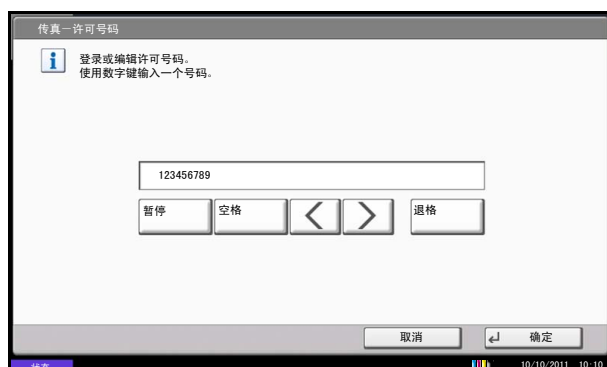 传真－许可号码
登录或编辑许可号码。
使用数字键输入一个号码。
123456789
暂停 空格 退格
取消 确定
状态 10/10/2011 10:10